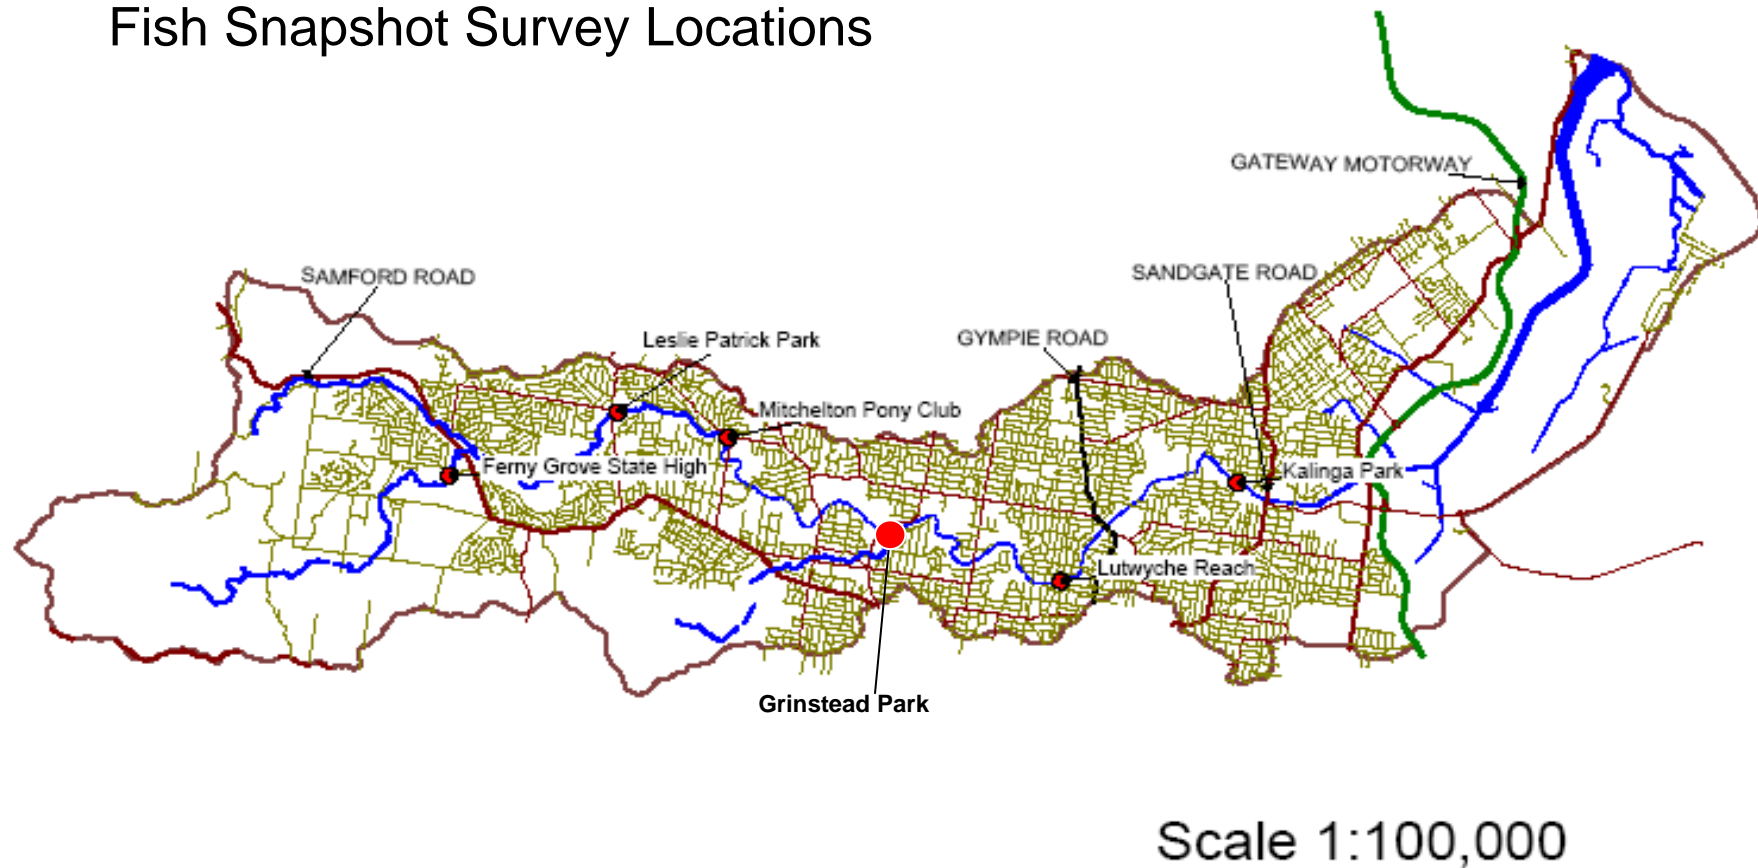 Fish Snapshot Survey Locations
GATEWAY MOTORWAY
SAMFORD ROAD
SANDGATE ROAD
Leslie Patrick Park
GYMPIE ROAD
Mitchelton Pony Club
Ferny Grove State High
Kalinga Park
Lutwyche Reach
Grinstead Park
Scale 1:100,000